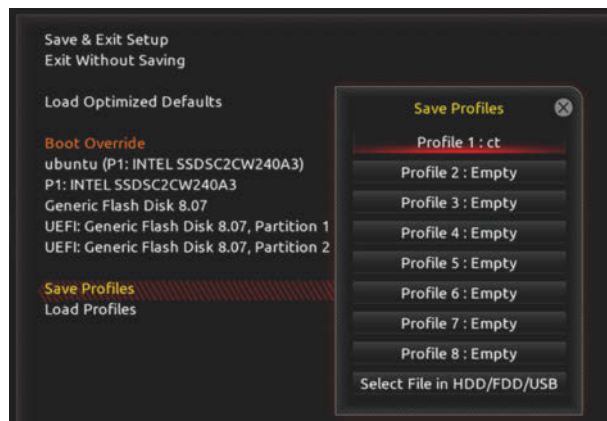 Save & Exit Setup
Exit Without Saving
Load Optimized Defaults
Boot Override
ubuntu (P1: INTEL SSDSC2CW240A3)
P1: INTEL SSDSC2CW240A3
Generic Flash Disk 8.07
UEFI: Generic Flash Disk 8.07, Partition 1
UEFI: Generic Flash Disk 8.07, Partition 2
Save Profiles
Load Profiles
Save Profiles
Profile 1 : ct
Profile 2 : Empty
Profile 3 : Empty
Profile 4 : Empty
Profile 5 : Empty
Profile 6 : Empty
Profile 7 : Empty
Profile 8 : Empty
Select File in HDD/FDD/USB